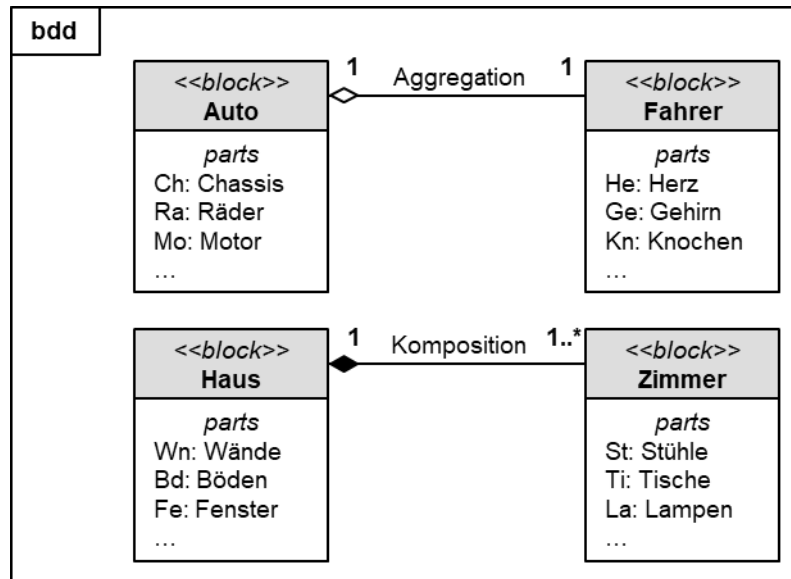 bdd
<<block>>
Auto
parts
Ch: Chassis
Ra: Räder
Mo: Motor
…
1 Aggregation 1
<<block>>
Fahrer
parts
He: Herz
Ge: Gehirn
Kn: Knochen
…
<<block>>
Haus
parts
Wn: Wände
Bd: Böden
Fe: Fenster
…
1 Komposition 1..*
<<block>>
Zimmer
parts
St: Stühle
Ti: Tische
La: Lampen
…